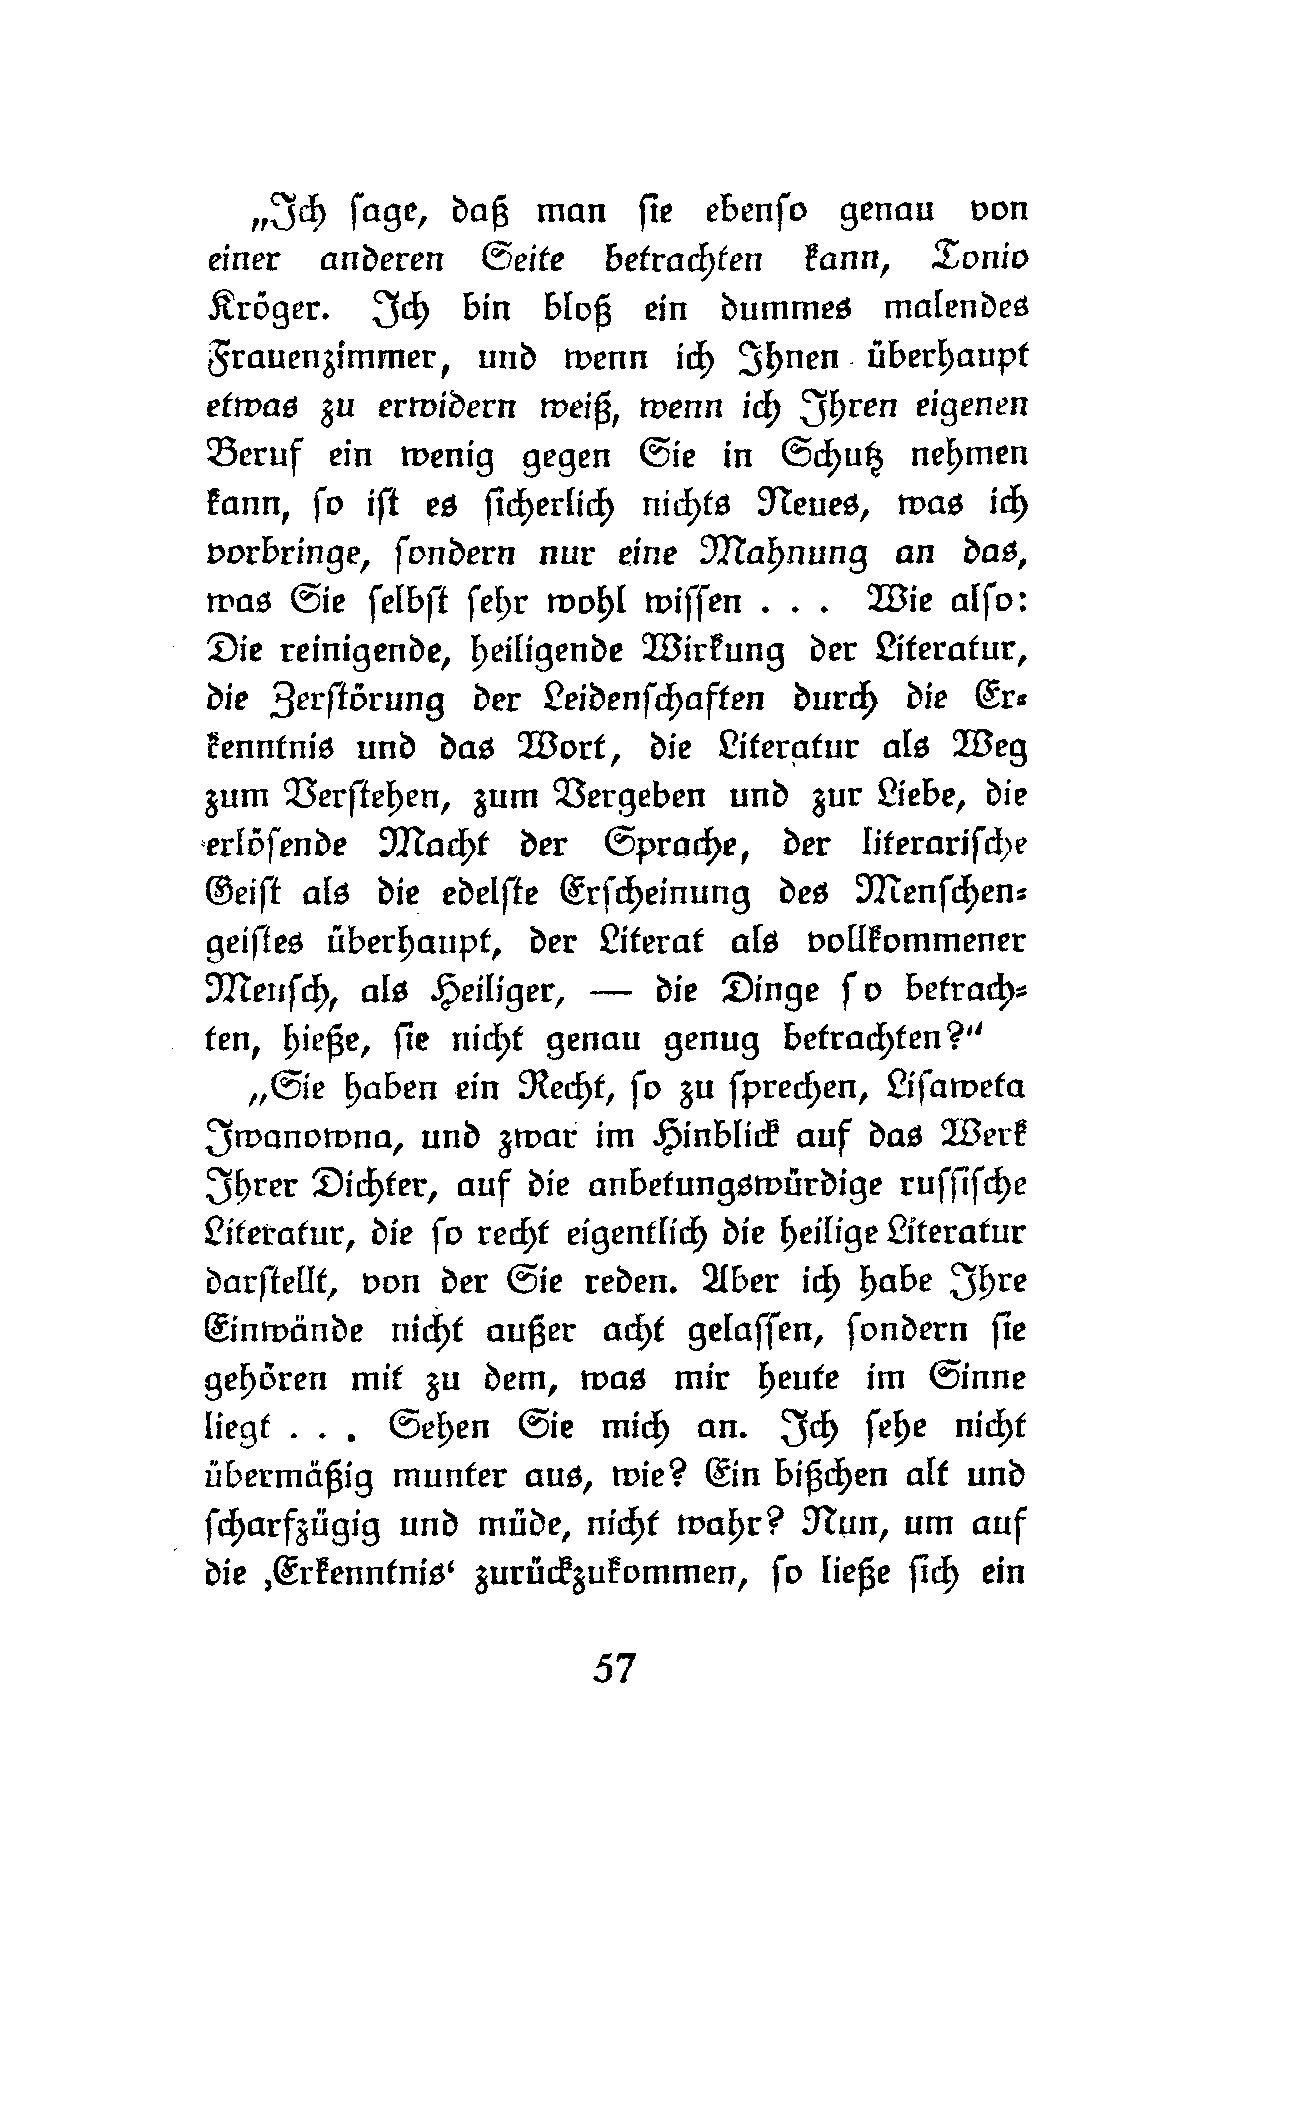 „Ich ſage, daß man ſie ebenſo genau von
einer anderen Seite betrachten kann, Tonio
Kröger. Ich bin bloß ein dummes malendes
Frauenzimmer, und wenn ich Ihnen überhaupt
etwas zu erwidern weiß, wenn ich Ihren eigenen
Beruf ein wenig gegen Sie in Schutz nehmen
kann, ſo iſt es ſicherlich nichts Neues, was ich
vorbringe, ſondern nur eine Mahnung an das,
was Sie ſelbſt ſehr wohl wiſſen . . . Wie alſo:
Die reinigende, heiligende Wirkung der Literatur,
die Zerſtörung der Leidenſchaften durch die Er⸗
kenntnis und das Wort, die Literatur als Weg
zum Verſtehen, zum Vergeben und zur Liebe, die
erlöſende Macht der Sprache, der literariſche
Geiſt als die edelſte Erſcheinung des Menſchen⸗
geiſtes überhaupt, der Literat als vollkommener
Menſch, als Heiliger, — die Dinge ſ o betrach⸗
ten, hieße, ſie nicht genau genug betrachten?“
„Sie haben ein Recht, ſo zu ſprechen, Liſaweta
Iwanowna, und zwar im Hinblick auf das Werk
Ihrer Dichter, auf die anbetungswürdige ruſſiſche
Literatur, die ſo recht eigentlich die heilige Literatur
darſtellt, von der Sie reden. Aber ich habe Ihre
Einwände nicht außer acht gelaſſen, ſondern ſie
gehören mit zu dem, was mir heute im Sinne
liegt . . . Sehen Sie mich an. Ich ſehe nicht
übermäßig munter aus, wie? Ein bißchen alt und
ſcharfzügig und müde, nicht wahr? Nun, um auf
die ‚Erkenntnis‘ zurückzukommen, ſo ließe ſich ein
57